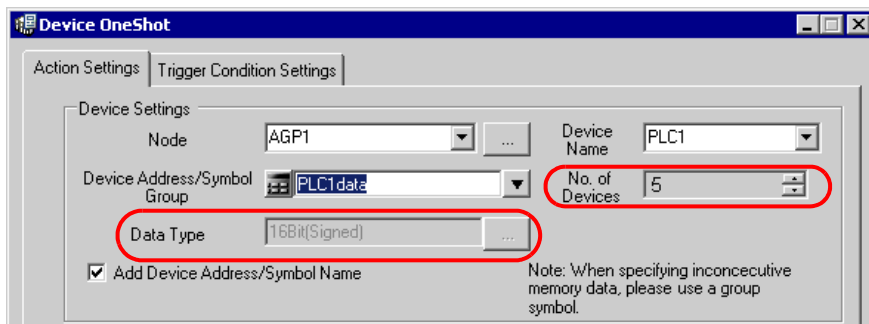 Device OneShot
Action Settings
Trigger Condition Settings
Device Settings
Node
AGP1
...
Device Name
PLC1
Device Address/Symbol Group
PLC1data
No. of Devices
5
Data Type
16Bit(Signed)
...
Add Device Address/Symbol Name
Note: When specifying inconcecutive
memory data, please use a group
symbol.